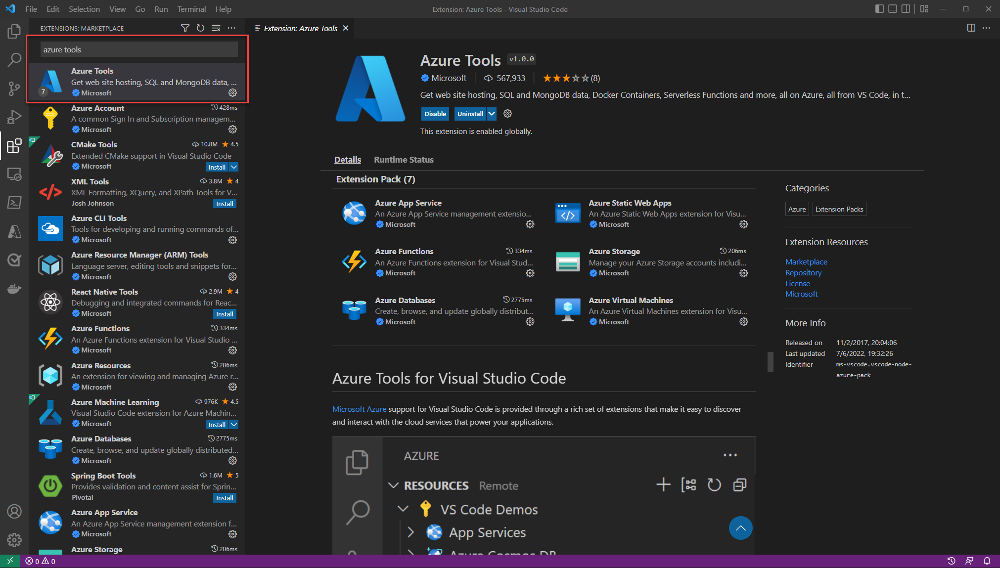 File Edit Selection View Go Run Terminal Help
Extension: Azure Tools - Visual Studio Code
EXTENSIONS: MARKETPLACE
azure tools
Azure Tools
Get web site hosting, SQL and MongoDB data, ...
7
Microsoft
Azure Account 428ms
A common Sign In and Subscription managem...
Microsoft
CMake Tools 10.8M 4.5
Extended CMake support in Visual Studio Code
Microsoft Install
XML Tools 3.8M 4
XML Formatting, XQuery, and XPath Tools for V...
Josh Johnson Install
Azure CLI Tools
Tools for developing and running commands of...
Microsoft
Azure Resource Manager (ARM) Tools
Language server, editing tools and snippets for...
Microsoft
React Native Tools 2.9M 4
Debugging and integrated commands for Reac...
Microsoft Install
Azure Functions 334ms
An Azure Functions extension for Visual Studio ...
Microsoft
Azure Resources 286ms
An extension for viewing and managing Azure r...
Microsoft
Azure Machine Learning 976K 4.5
Visual Studio Code extension for Azure Machin...
Microsoft Install
Azure Databases 2775ms
Create, browse, and update globally distributed...
Microsoft
Spring Boot Tools 1.6M 5
Provides validation and content assist for Sprin...
Pivotal Install
Azure App Service
An Azure App Service management extension f...
Microsoft
Azure Storage 206ms
Extension: Azure Tools
Azure Tools v1.0.0
Microsoft 567,933 (8)
Get web site hosting, SQL and MongoDB data, Docker Containers, Serverless Functions and more, all on Azure, all from VS Code, in t...
Disable Uninstall
This extension is enabled globally.
Details Runtime Status
Extension Pack (7)
Azure App Service
An Azure App Service management extensio...
Microsoft
Azure Static Web Apps
An Azure Static Web Apps extension for Visu...
Microsoft
Azure Functions 334ms
An Azure Functions extension for Visual Stud...
Microsoft
Azure Storage 206ms
Manage your Azure Storage accounts includi...
Microsoft
Azure Databases 2775ms
Create, browse, and update globally distribut...
Microsoft
Azure Virtual Machines
An Azure Virtual Machines extension for Visu...
Microsoft
Azure Tools for Visual Studio Code
Microsoft Azure support for Visual Studio Code is provided through a rich set of extensions that make it easy to discover
and interact with the cloud services that power your applications.
AZURE
RESOURCES Remote
VS Code Demos
App Services
Azure Cosmos DB
Categories
Azure Extension Packs
Extension Resources
Marketplace
Repository
License
Microsoft
More Info
Released on 11/2/2017, 20:04:06
Last updated 7/6/2022, 19:32:26
Identifier ms-vscode.vscode-node-
azure-pack
0 0